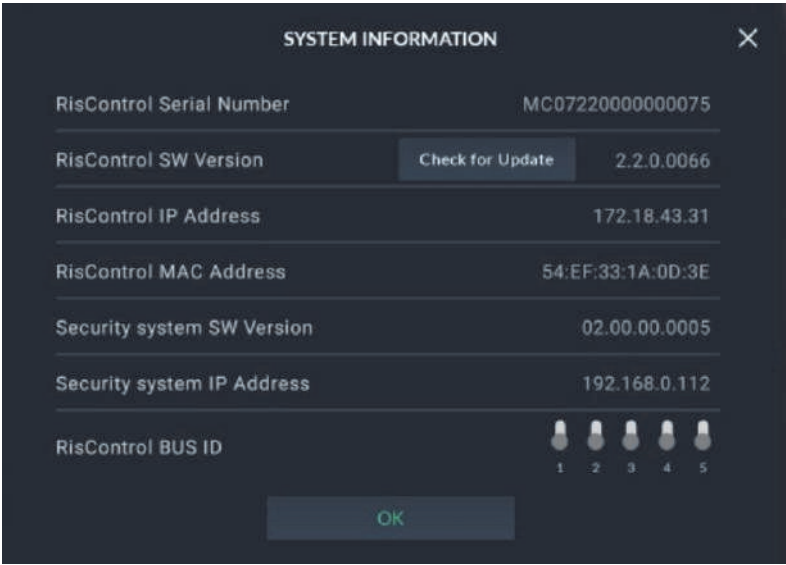 SYSTEM INFORMATION
RisControl Serial Number MC07220000000075
RisControl SW Version Check for Update 2.2.0.0066
RisControl IP Address 172.18.43.31
RisControl MAC Address 54:EF:33:1A:0D:3E
Security system SW Version 02.00.00.0005
Security system IP Address 192.168.0.112
RisControl BUS ID
1 2 3 4 5
OK